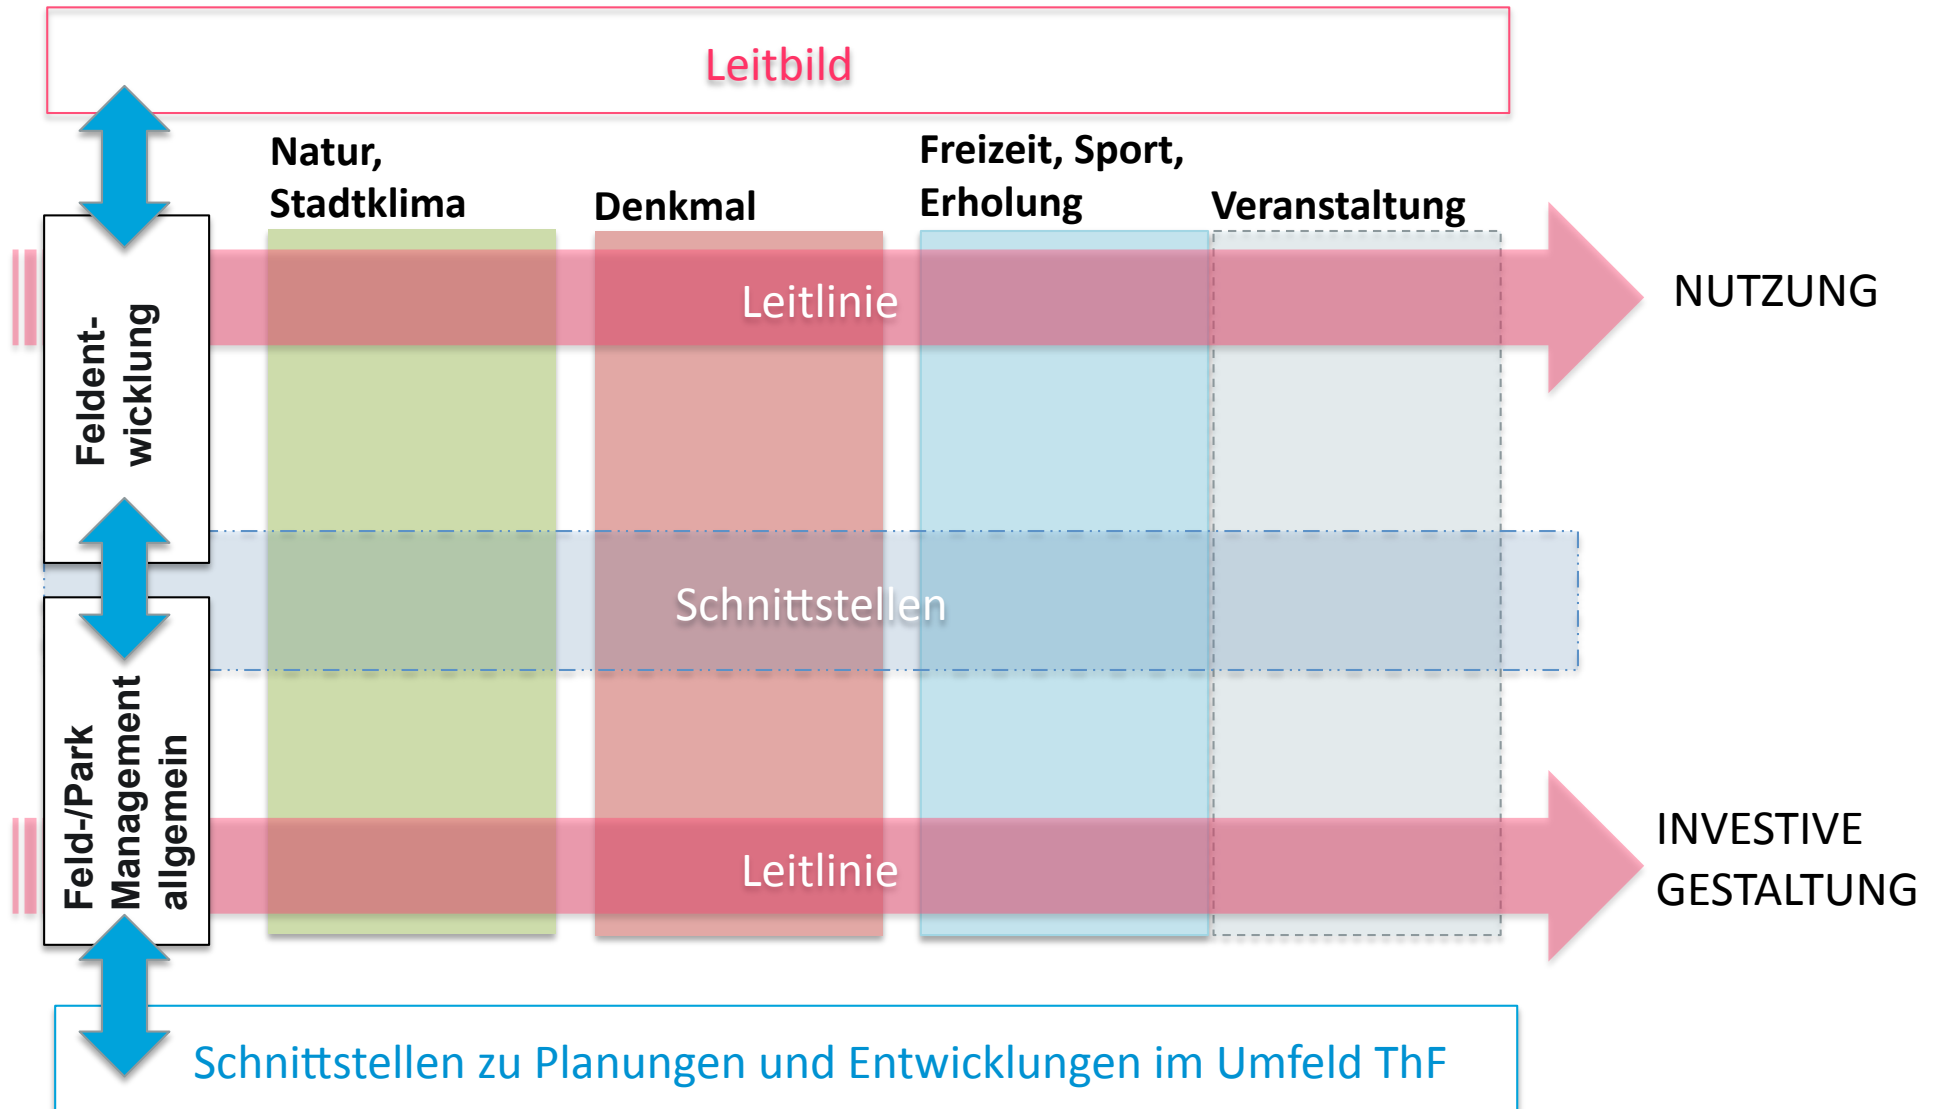 Leitbild
Natur,
Stadtklima
Denkmal
Freizeit, Sport,
Erholung
Veranstaltung
Feldent-
wicklung
Leitlinie
NUTZUNG
Schnittstellen
Feld-/Park
Management
allgemein
Leitlinie
INVESTIVE
GESTALTUNG
Schnittstellen zu Planungen und Entwicklungen im Umfeld ThF